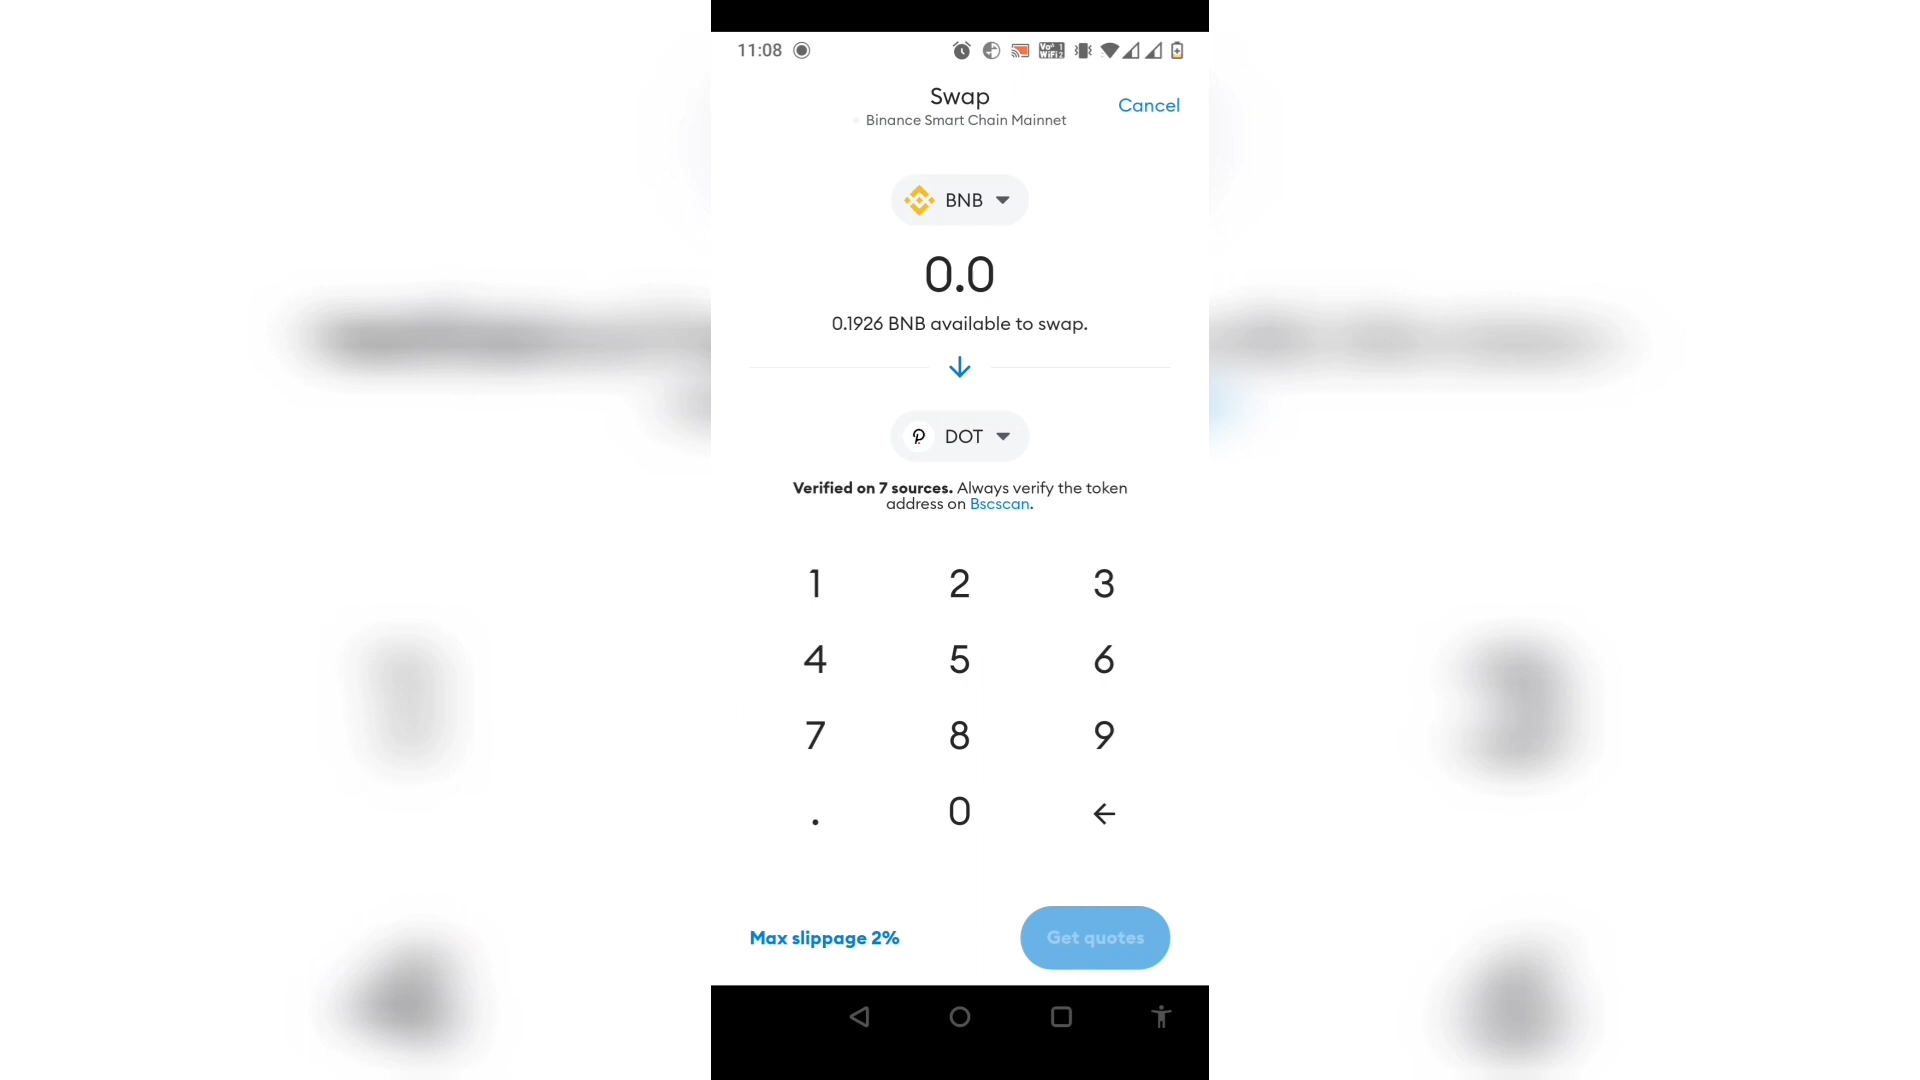 11:08
Swap
Cancel
Binance Smart Chain Mainnet
BNB
0.0
0.1926 BNB available to swap.
DOT
Verified on 7 sources. Always verify the token
address on Bscscan.
1 2 3
4 5 6
7 8 9
. 0
Max slippage 2%
Get quotes